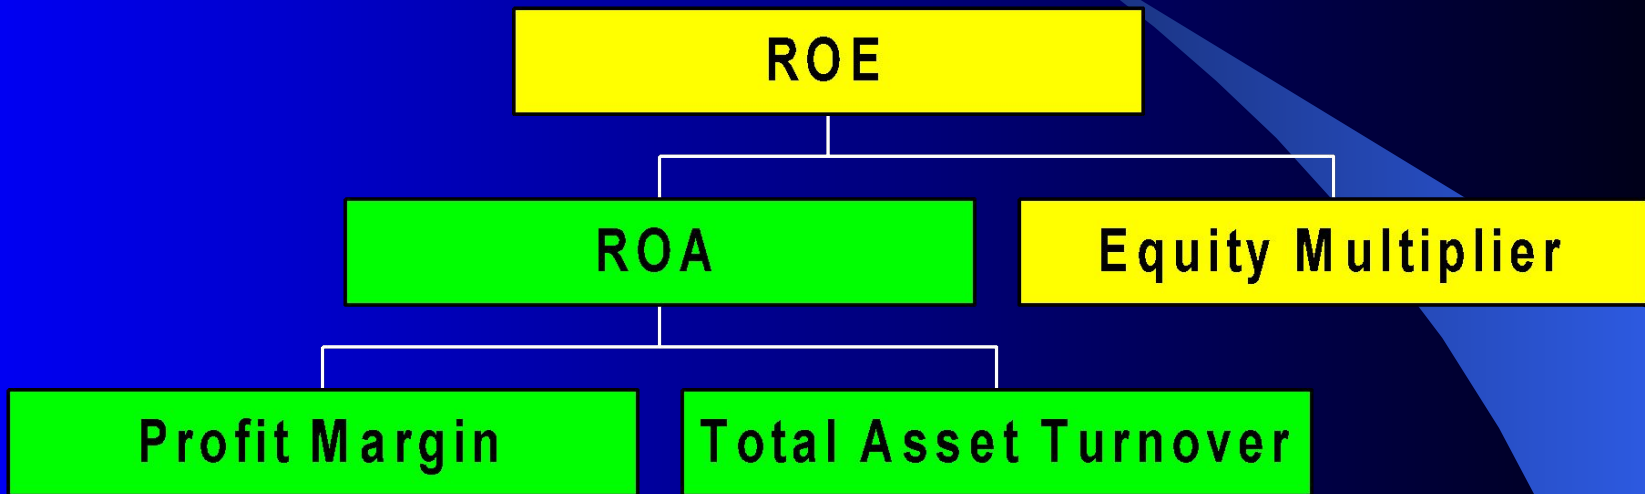 ROE
ROA
Equity Multiplier
Profit Margin
Total Asset Turnover